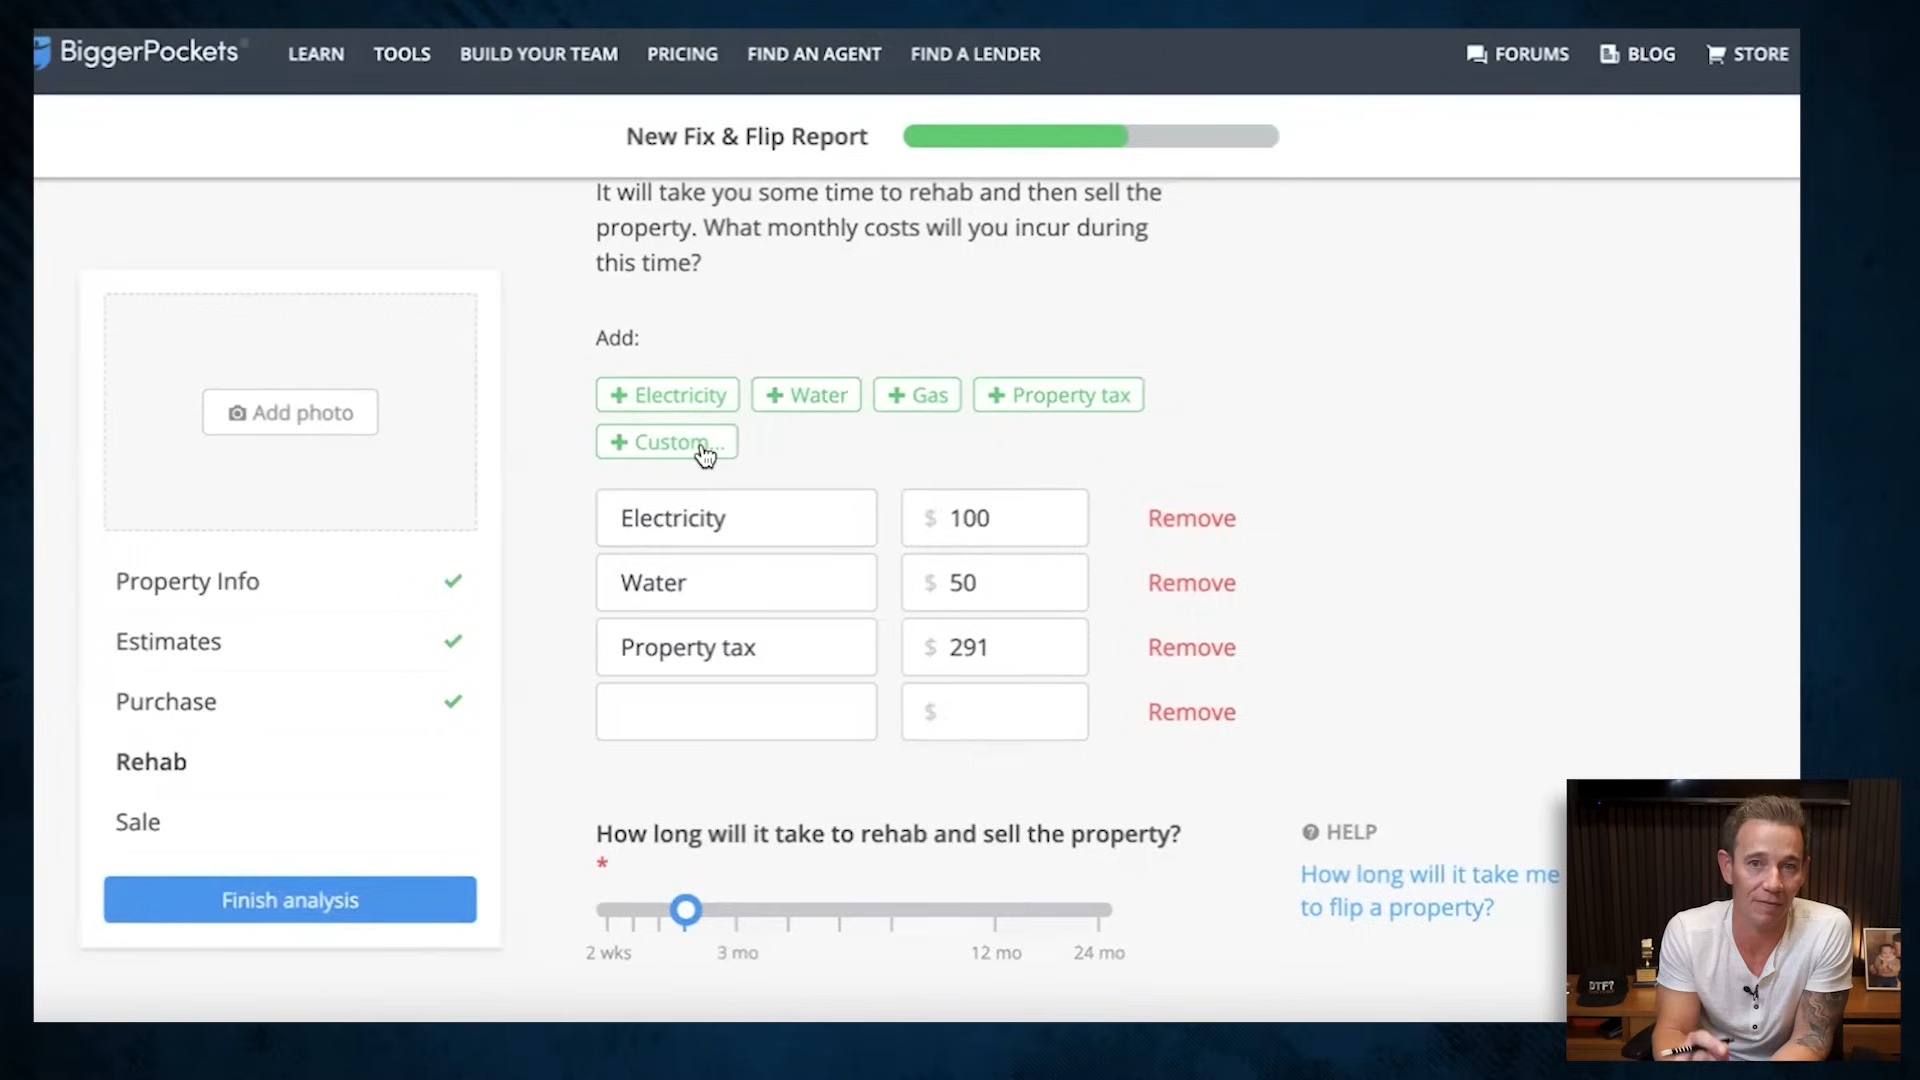 BiggerPockets
LEARN
TOOLS
BUILD YOUR TEAM
PRICING
FIND AN AGENT
FIND A LENDER
FORUMS
BLOG
STORE
New Fix & Flip Report
It will take you some time to rehab and then sell the
property. What monthly costs will you incur during
this time?
Add:
+ Electricity
+ Water
+ Gas
+ Property tax
+ Custom...
Electricity
$ 100
Remove
Water
$ 50
Remove
Property tax
$ 291
Remove
$
Remove
Add photo
Property Info
Estimates
Purchase
Rehab
Sale
Finish analysis
How long will it take to rehab and sell the property?
*
2 wks
3 mo
12 mo
24 mo
HELP
How long will it take me
to flip a property?
DTF?